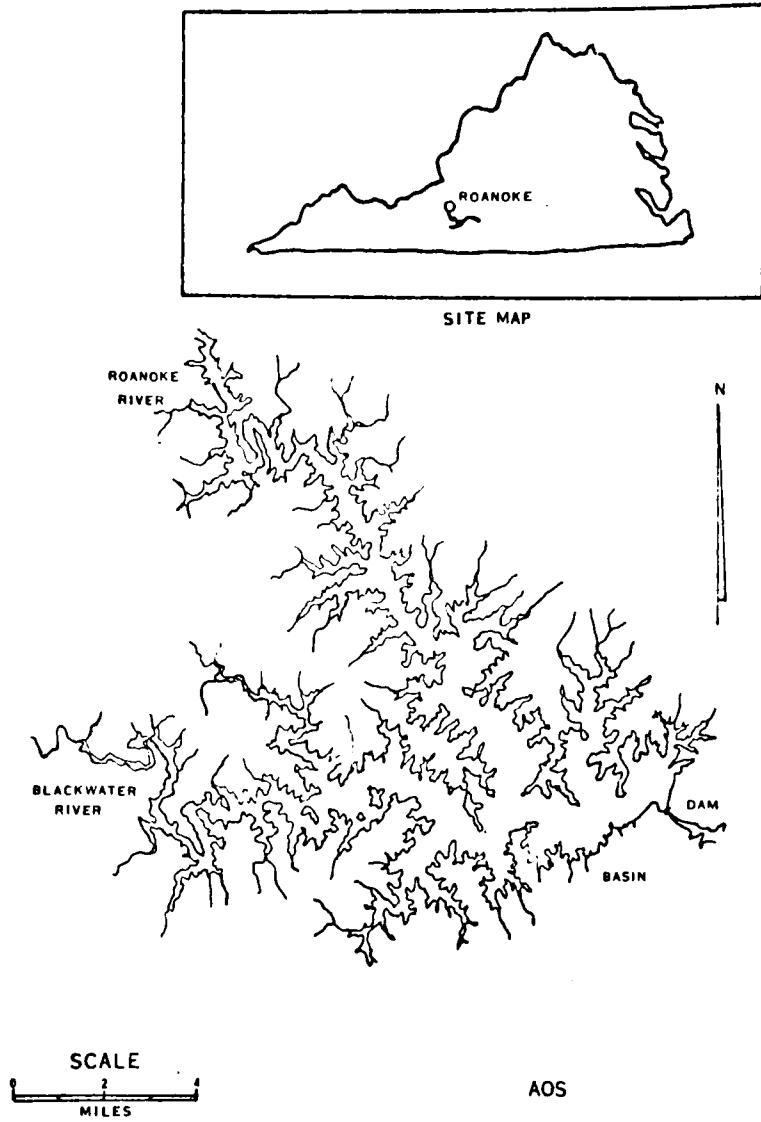 ROANOKE
SITE MAP
ROANOKE
RIVER
N
BLACKWATER
RIVER
DAM
BASIN
SCALE
0 2 4
MILES
AOS